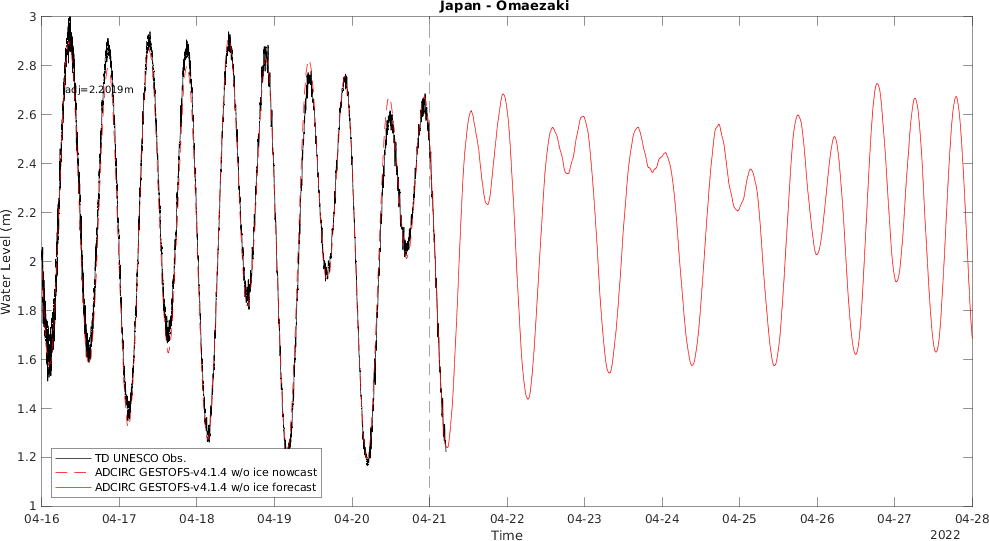 Japan - Omaezaki
3
2.8
adj=2.2019m
2.6
2.4
2.2
Water Level (m)
2
1.8
1.6
1.4
1.2
TD UNESCO Obs.
ADCIRC GESTOFS-v4.1.4 w/o ice nowcast
ADCIRC GESTOFS-v4.1.4 w/o ice forecast
1
04-16 04-17 04-18 04-19 04-20 04-21 04-22 04-23 04-24 04-25 04-26 04-27 04-28
Time
2022